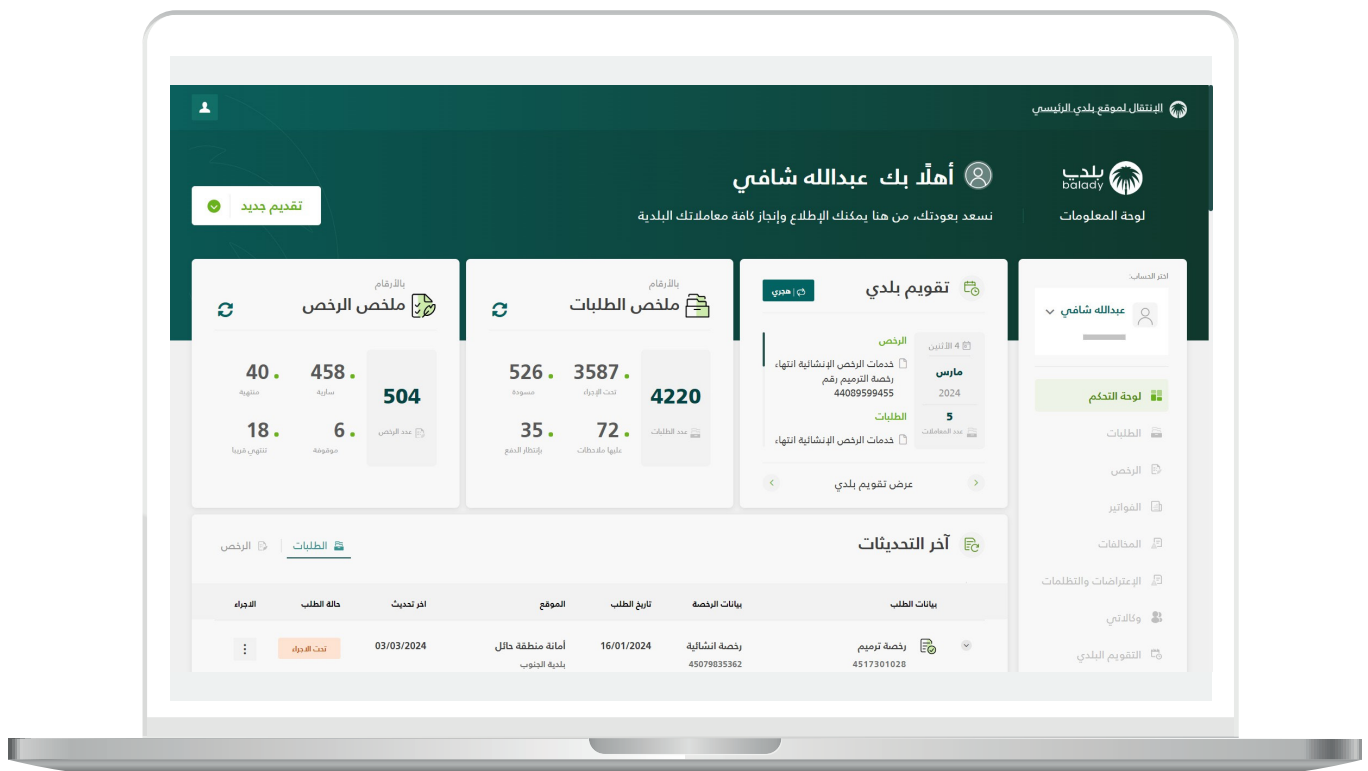 الإنتقال لموقع بلدي الرئيسي
بلدي
balady
لوحة المعلومات
أهلًا بك عبدالله شافي
نسعد بعودتك، من هنا يمكنك الإطلاع وإنجاز كافة معاملاتك البلدية
تقديم جديد
اختر الحساب:
عبدالله شافي
لوحة التحكم
الطلبات
الرخص
الفواتير
المخالفات
الإعتراضات والتظلمات
وكالاتي
التقويم البلدي
تقويم بلدي
هجري
4 الاثنين
مارس
2024
5
عدد المعاملات
الرخص
خدمات الرخص الإنشائية انتهاء
رخصة الترميم رقم
44089599455
الطلبات
خدمات الرخص الإنشائية انتهاء
عرض تقويم بلدي
بالأرقام
ملخص الطلبات
4220
عدد الطلبات
3587
تحت الإجراء
526
مسودة
72
عليها ملاحظات
35
بإنتظار الدفع
بالأرقام
ملخص الرخص
504
عدد الرخص
458
سارية
40
منتهية
6
موقوفة
18
تنتهي قريبا
آخر التحديثات
الطلبات
الرخص
بيانات الطلب
بيانات الرخصة
تاريخ الطلب
الموقع
اخر تحديث
حالة الطلب
الاجراء
رخصة ترميم
4517301028
رخصة انشائية
45079835362
16/01/2024
أمانة منطقة حائل
بلدية الجنوب
03/03/2024
تحت الاجراء